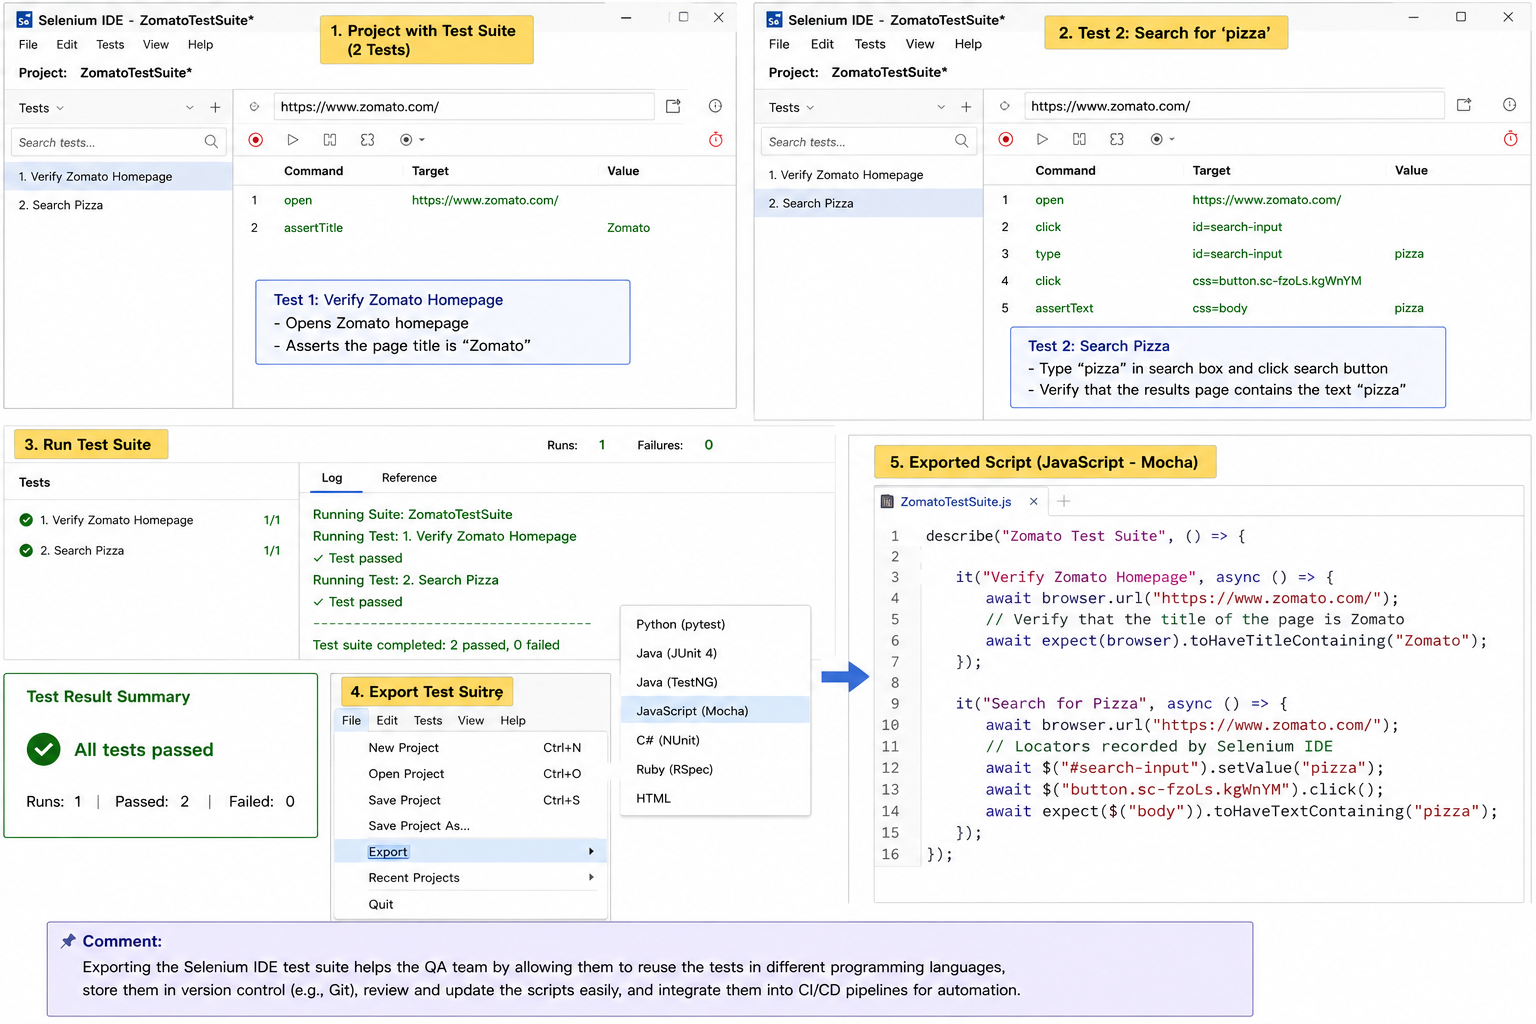 Selenium IDE - ZomatoTestSuite*
File Edit Tests View Help
1. Project with Test Suite
(2 Tests)
Project: ZomatoTestSuite*
Tests
https://www.zomato.com/
Search tests...
1. Verify Zomato Homepage
2. Search Pizza
Command Target Value
1 open https://www.zomato.com/
2 assertTitle Zomato
Test 1: Verify Zomato Homepage
- Opens Zomato homepage
- Asserts the page title is “Zomato”
Selenium IDE - ZomatoTestSuite*
File Edit Tests View Help
2. Test 2: Search for ‘pizza’
Project: ZomatoTestSuite*
Tests
https://www.zomato.com/
Search tests...
1. Verify Zomato Homepage
2. Search Pizza
Command Target Value
1 open https://www.zomato.com/
2 click id=search-input
3 type id=search-input pizza
4 click css=button.sc-fzoLs.kgWnYM
5 assertText css=body pizza
Test 2: Search Pizza
- Type “pizza” in search box and click search button
- Verify that the results page contains the text “pizza”
3. Run Test Suite
Runs: 1 Failures: 0
Tests
1. Verify Zomato Homepage 1/1
2. Search Pizza 1/1
Log Reference
Running Suite: ZomatoTestSuite
Running Test: 1. Verify Zomato Homepage
✓ Test passed
Running Test: 2. Search Pizza
✓ Test passed
----------------------------------
Test suite completed: 2 passed, 0 failed
Test Result Summary
All tests passed
Runs: 1 | Passed: 2 | Failed: 0
4. Export Test Suitre
File Edit Tests View Help
New Project Ctrl+N
Open Project Ctrl+O
Save Project Ctrl+S
Save Project As...
Export
Recent Projects
Quit
Python (pytest)
Java (JUnit 4)
Java (TestNG)
JavaScript (Mocha)
C# (NUnit)
Ruby (RSpec)
HTML
5. Exported Script (JavaScript - Mocha)
ZomatoTestSuite.js
1 describe("Zomato Test Suite", () => {
2
3 it("Verify Zomato Homepage", async () => {
4 await browser.url("https://www.zomato.com/");
5 // Verify that the title of the page is Zomato
6 await expect(browser).toHaveTitleContaining("Zomato");
7 });
8
9 it("Search for Pizza", async () => {
10 await browser.url("https://www.zomato.com/");
11 // Locators recorded by Selenium IDE
12 await $("#search-input").setValue("pizza");
13 await $("button.sc-fzoLs.kgWnYM").click();
14 await expect($("body")).toHaveTextContaining("pizza");
15 });
16 });
Comment:
Exporting the Selenium IDE test suite helps the QA team by allowing them to reuse the tests in different programming languages,
store them in version control (e.g., Git), review and update the scripts easily, and integrate them into CI/CD pipelines for automation.